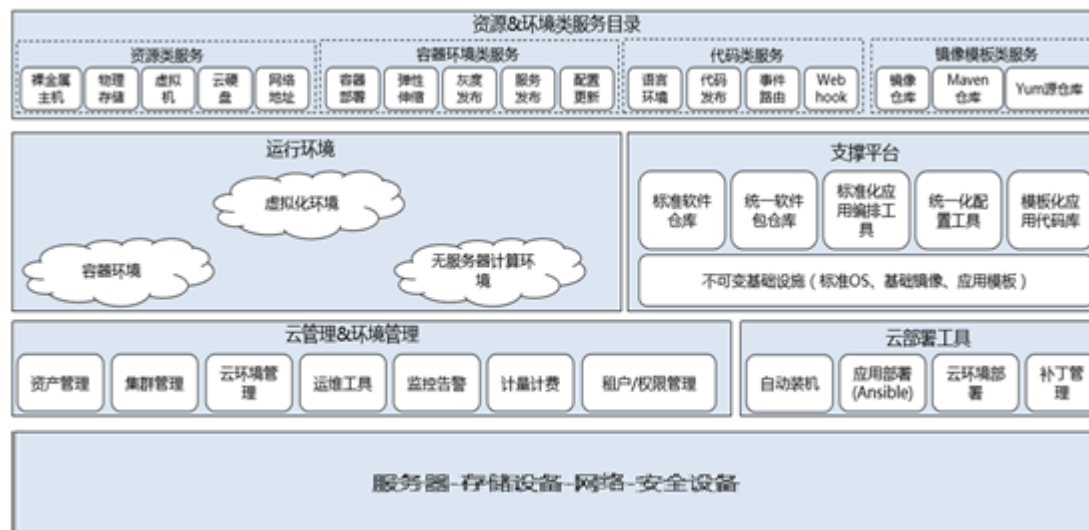 资源&环境类服务目录
资源类服务
容器环境类服务
代码类服务
镜像模板类服务
裸金属
主机
物理
存储
虚拟
机
云硬
盘
网络
地址
容器
部署
弹性
伸缩
灰度
发布
服务
发布
配置
更新
语言
环境
代码
发布
事件
路由
Web
hook
镜像
仓库
Maven
仓库
Yum源仓库
运行环境
虚拟化环境
容器环境
无服务器计算环
境
支撑平台
标准软件
仓库
统一软件
包仓库
标准化应
用编排工
具
统一化配
置工具
模板化应
用代码库
不可变基础设施（标准OS、基础镜像、应用模板）
云管理&环境管理
资产管理
集群管理
云环境管
理
运维工具
监控告警
计量计费
租户/权限管理
云部署工具
自动装机
应用部署
(Ansible)
云环境部
署
补丁管
理
服务器-存储设备-网络-安全设备